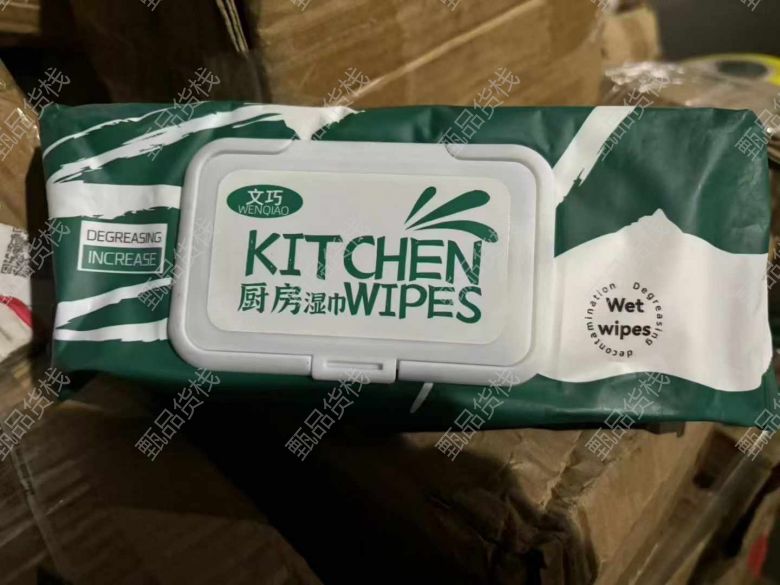 文巧
WENQIAO
KITCHEN
厨房湿巾WIPES
DEGREASING
INCREASE
Wet
wipes
Degreasing decontamination
甄品货栈